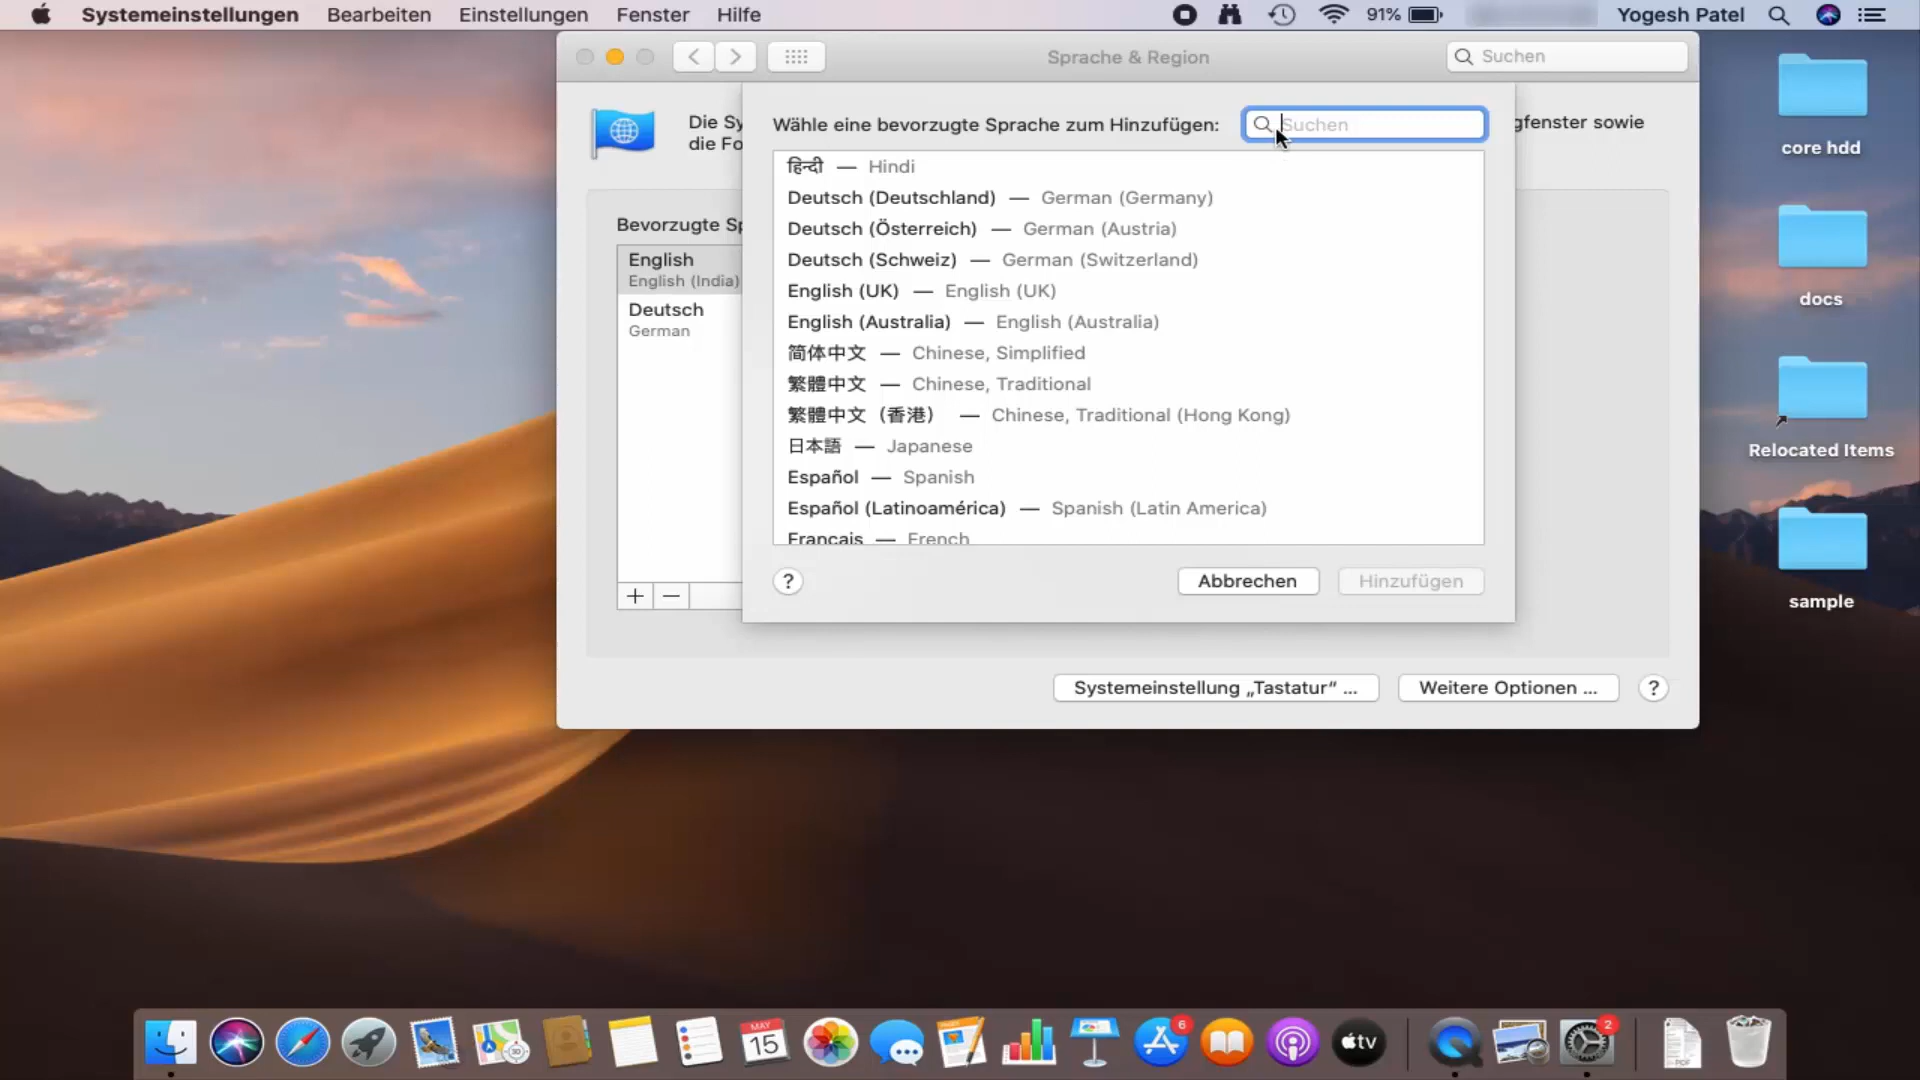 Systemeinstellungen Bearbeiten Einstellungen Fenster Hilfe 91% Yogesh Patel
Sprache & Region
Suchen
Die Sy
die Fo
gfenster sowie
Wähle eine bevorzugte Sprache zum Hinzufügen:
Suchen
हिन्दी — Hindi
Deutsch (Deutschland) — German (Germany)
Deutsch (Österreich) — German (Austria)
Deutsch (Schweiz) — German (Switzerland)
English (UK) — English (UK)
English (Australia) — English (Australia)
简体中文 — Chinese, Simplified
繁體中文 — Chinese, Traditional
繁體中文（香港） — Chinese, Traditional (Hong Kong)
日本語 — Japanese
Español — Spanish
Español (Latinoamérica) — Spanish (Latin America)
Français — French
? Abbrechen Hinzufügen
Bevorzugte Sp
English
English (India)
Deutsch
German
+ −
Systemeinstellung „Tastatur“ ... Weitere Optionen ... ?
core hdd
docs
Relocated Items
sample
MAY
15
6
tv
2
PDF